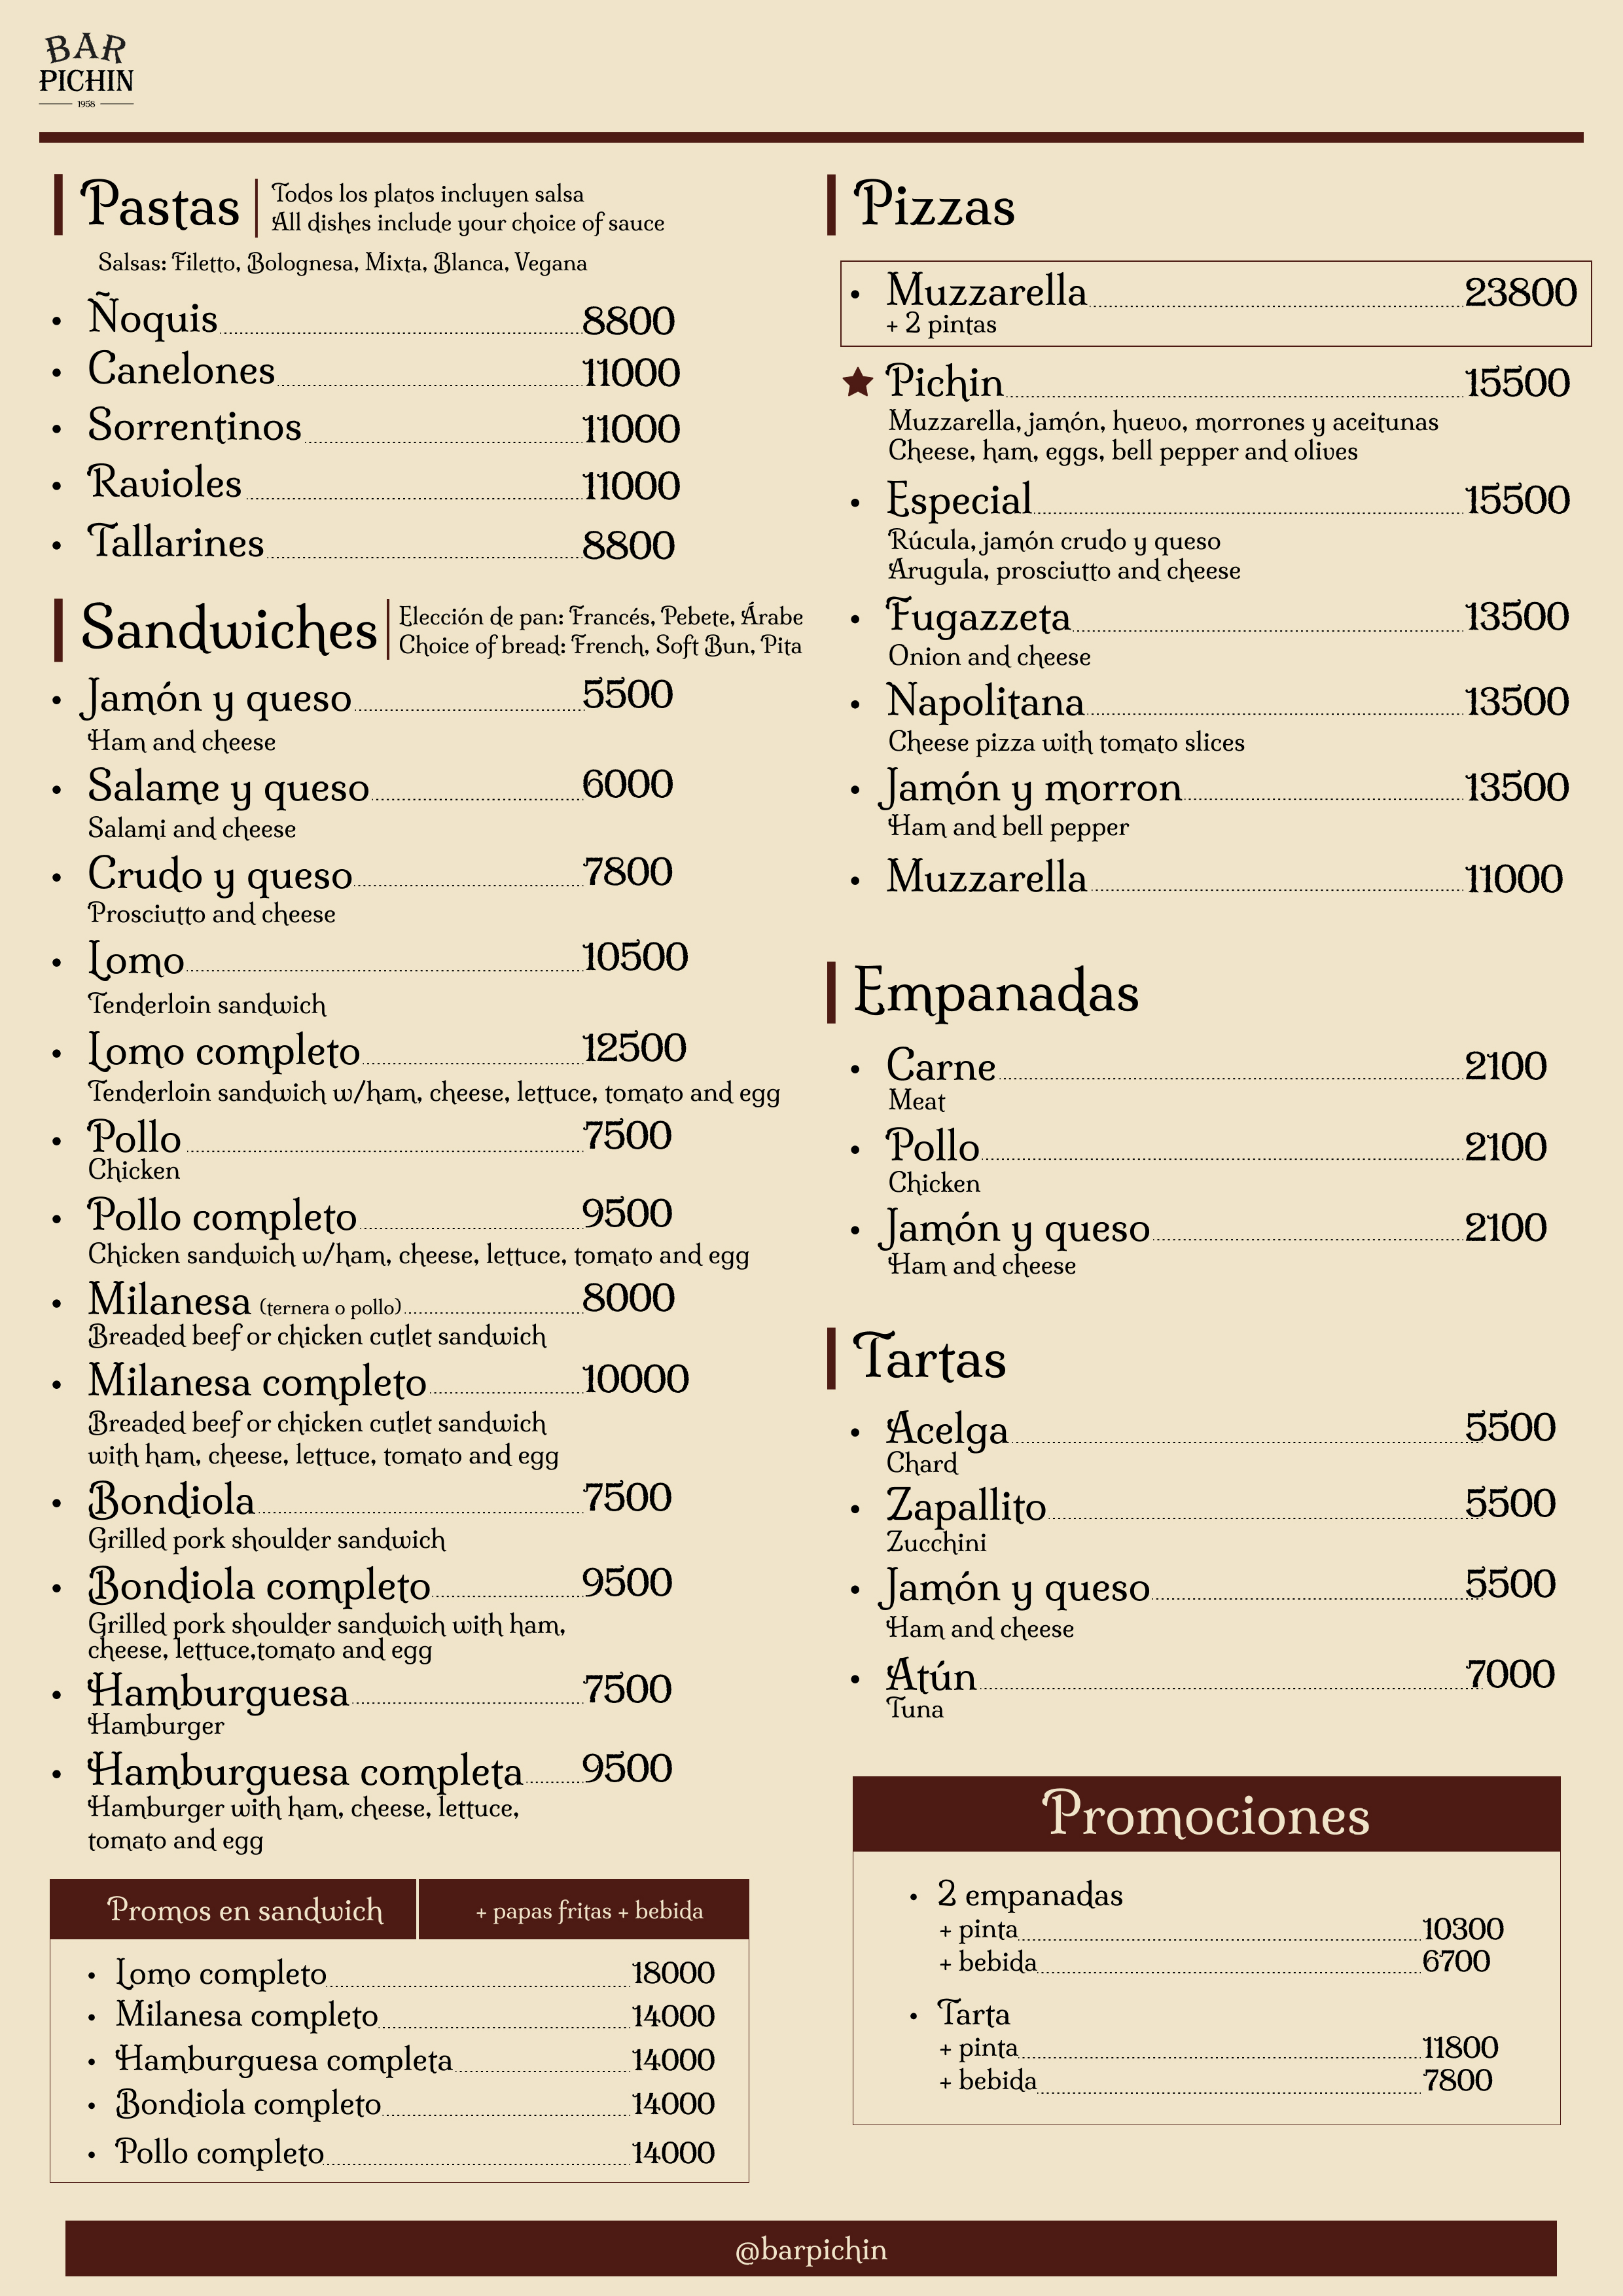 BAR
PICHIN
1958
Pastas
Todos los platos incluyen salsa
All dishes include your choice of sauce
Salsas: Filetto, Bolognesa, Mixta, Blanca, Vegana
• Ñoquis 8800
• Canelones 11000
• Sorrentinos 11000
• Ravioles 11000
• Tallarines 8800
Sandwiches
Elección de pan: Francés, Pebete, Árabe
Choice of bread: French, Soft Bun, Pita
• Jamón y queso 5500
Ham and cheese
• Salame y queso 6000
Salami and cheese
• Crudo y queso 7800
Prosciutto and cheese
• Lomo 10500
Tenderloin sandwich
• Lomo completo 12500
Tenderloin sandwich w/ham, cheese, lettuce, tomato and egg
• Pollo 7500
Chicken
• Pollo completo 9500
Chicken sandwich w/ham, cheese, lettuce, tomato and egg
• Milanesa (ternera o pollo) 8000
Breaded beef or chicken cutlet sandwich
• Milanesa completo 10000
Breaded beef or chicken cutlet sandwich
with ham, cheese, lettuce, tomato and egg
• Bondiola 7500
Grilled pork shoulder sandwich
• Bondiola completo 9500
Grilled pork shoulder sandwich with ham,
cheese, lettuce,tomato and egg
• Hamburguesa 7500
Hamburger
• Hamburguesa completa 9500
Hamburger with ham, cheese, lettuce,
tomato and egg
Promos en sandwich
+ papas fritas + bebida
• Lomo completo 18000
• Milanesa completo 14000
• Hamburguesa completa 14000
• Bondiola completo 14000
• Pollo completo 14000
Pizzas
• Muzzarella 23800
+ 2 pintas
★ Pichin 15500
Muzzarella, jamón, huevo, morrones y aceitunas
Cheese, ham, eggs, bell pepper and olives
• Especial 15500
Rúcula, jamón crudo y queso
Arugula, prosciutto and cheese
• Fugazzeta 13500
Onion and cheese
• Napolitana 13500
Cheese pizza with tomato slices
• Jamón y morron 13500
Ham and bell pepper
• Muzzarella 11000
Empanadas
• Carne 2100
Meat
• Pollo 2100
Chicken
• Jamón y queso 2100
Ham and cheese
Tartas
• Acelga 5500
Chard
• Zapallito 5500
Zucchini
• Jamón y queso 5500
Ham and cheese
• Atún 7000
Tuna
Promociones
• 2 empanadas
+ pinta 10300
+ bebida 6700
• Tarta
+ pinta 11800
+ bebida 7800
@barpichin